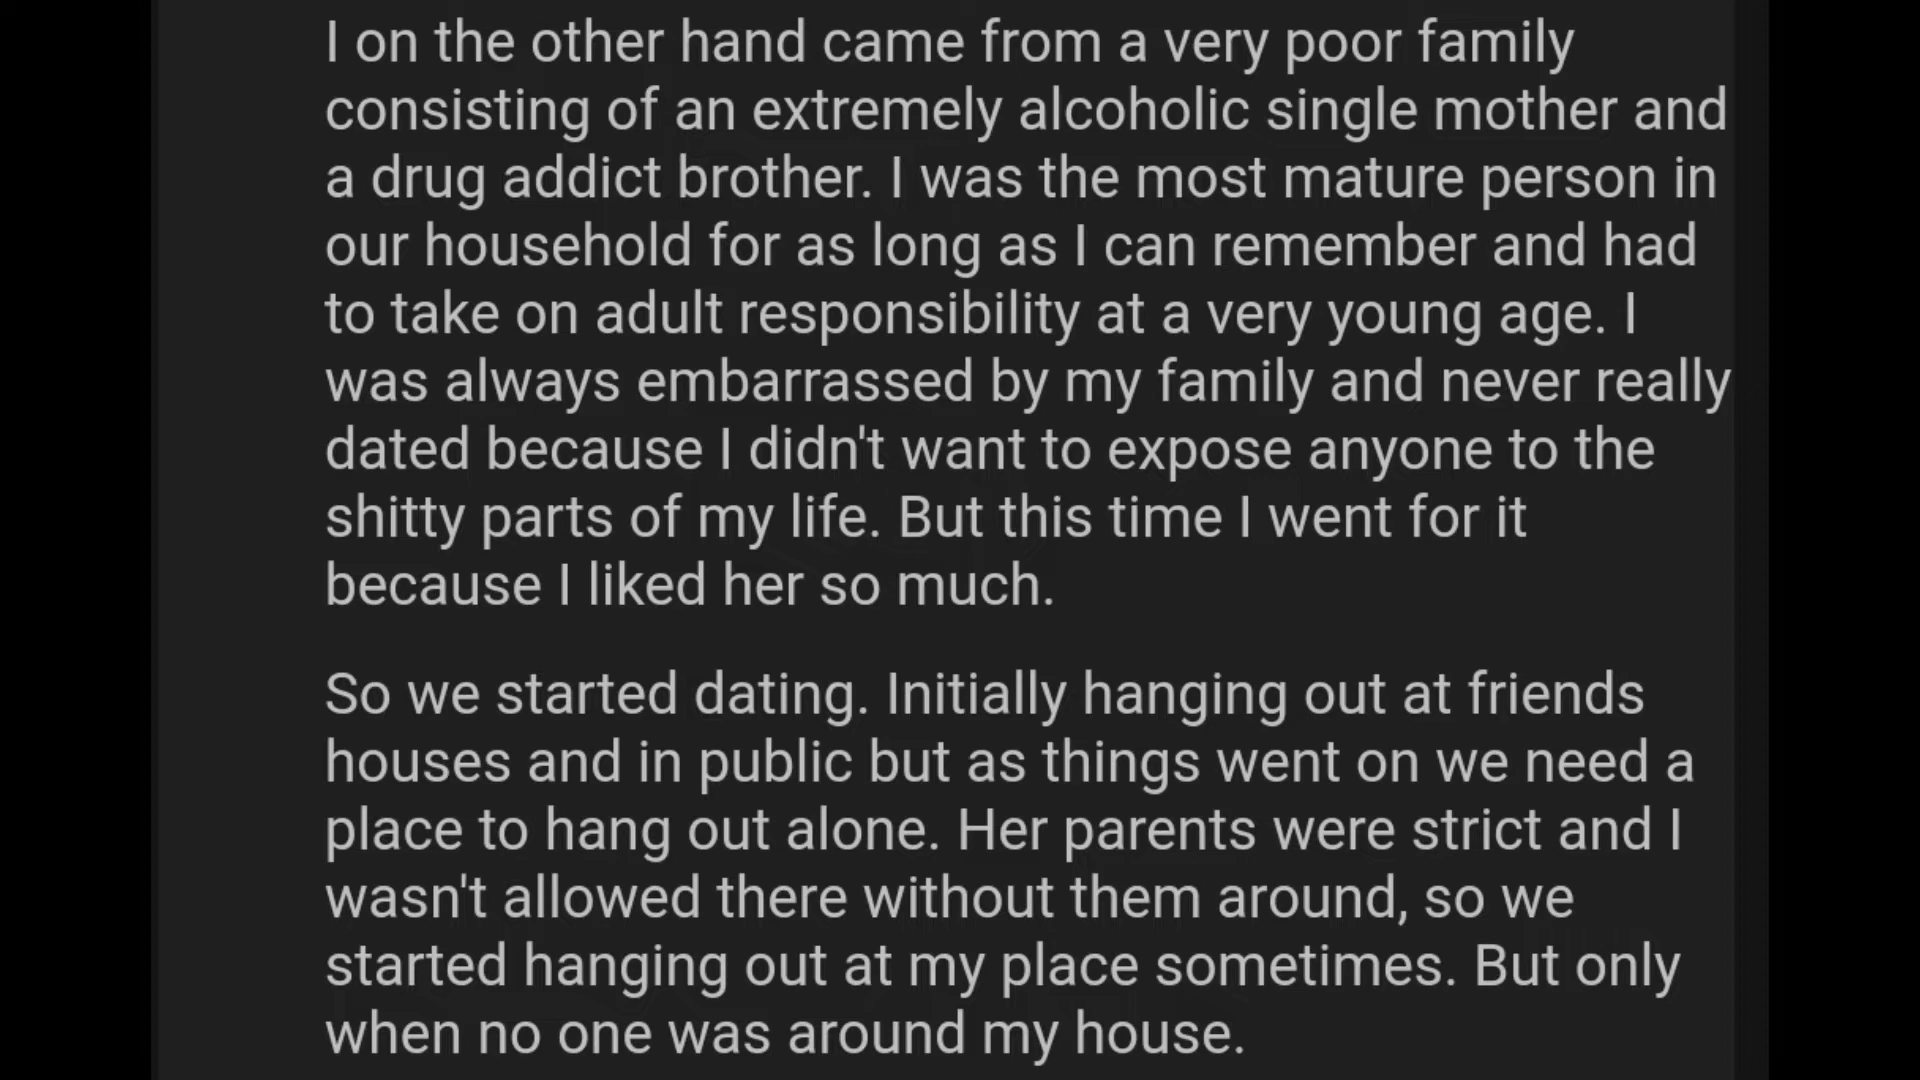 I on the other hand came from a very poor family
consisting of an extremely alcoholic single mother and
a drug addict brother. I was the most mature person in
our household for as long as I can remember and had
to take on adult responsibility at a very young age. I
was always embarrassed by my family and never really
dated because I didn't want to expose anyone to the
shitty parts of my life. But this time I went for it
because I liked her so much.
So we started dating. Initially hanging out at friends
houses and in public but as things went on we need a
place to hang out alone. Her parents were strict and I
wasn't allowed there without them around, so we
started hanging out at my place sometimes. But only
when no one was around my house.